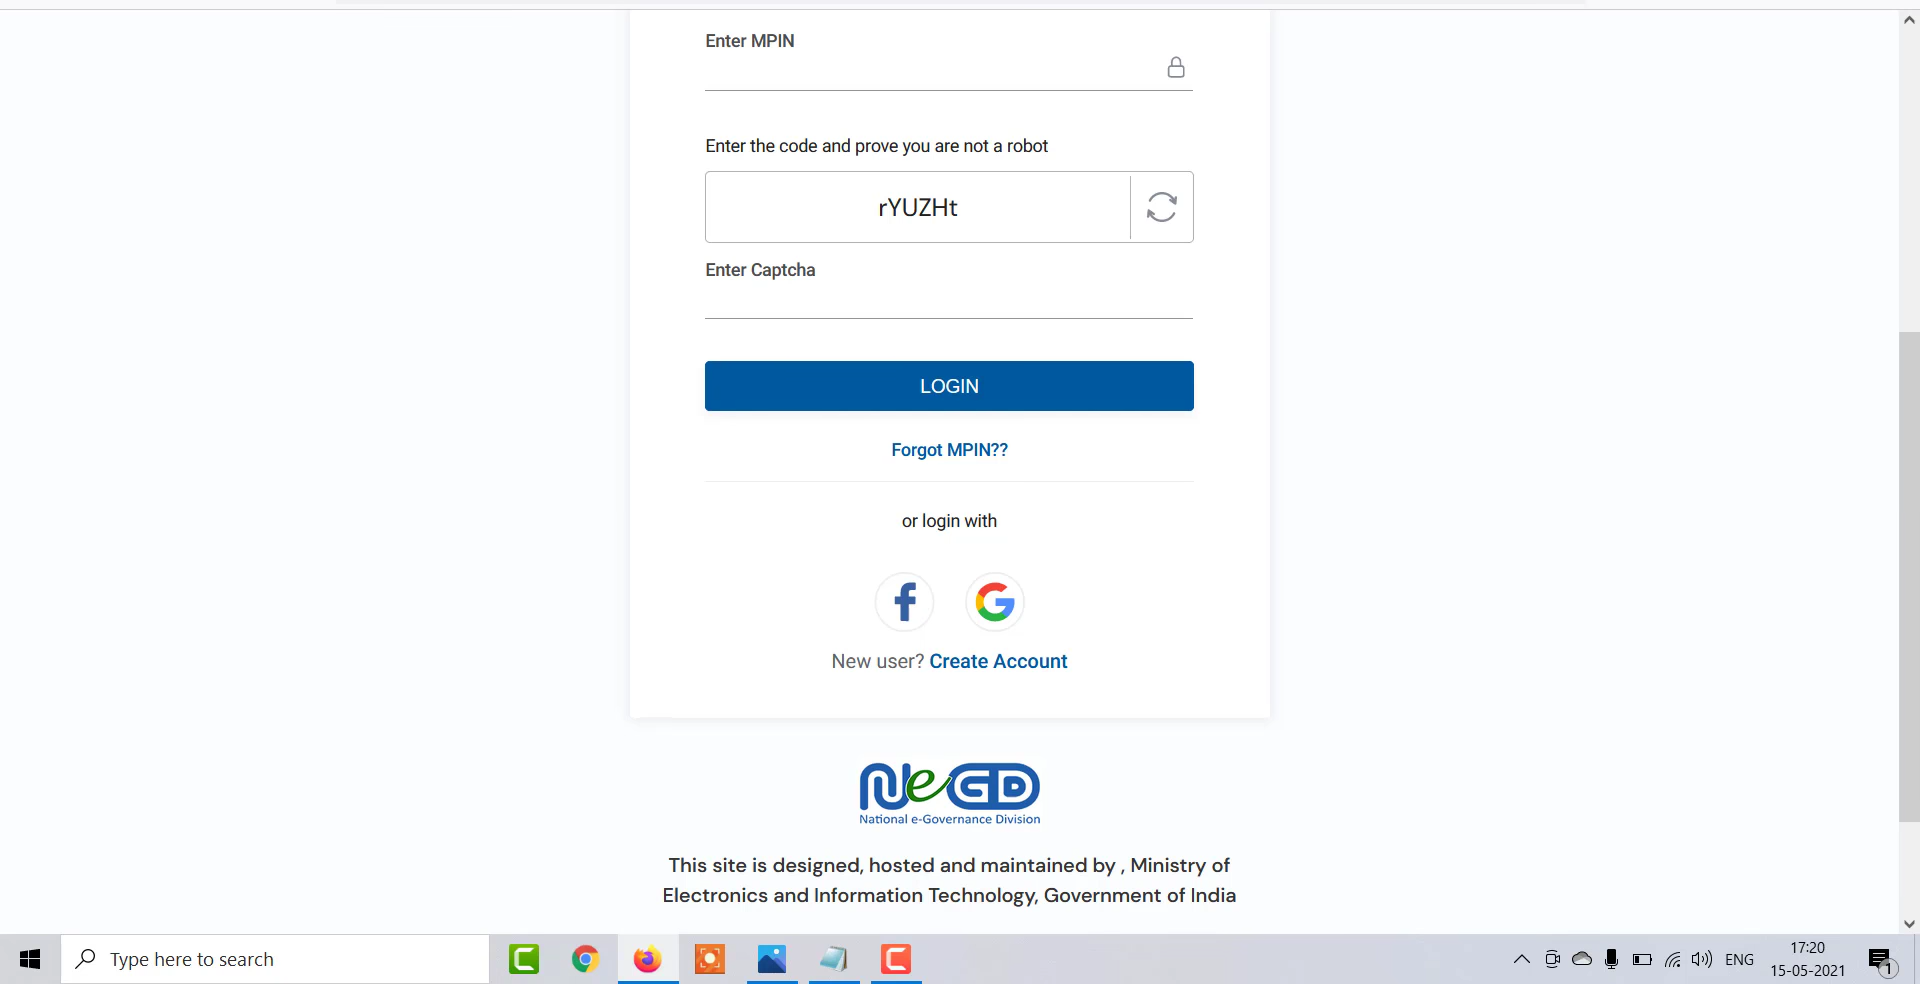 Enter MPIN
Enter the code and prove you are not a robot
rYUZHt
Enter Captcha
LOGIN
Forgot MPIN??
or login with
New user? Create Account
NeGD
National e-Governance Division
This site is designed, hosted and maintained by , Ministry of
Electronics and Information Technology, Government of India
Type here to search
ENG
17:20
15-05-2021
1